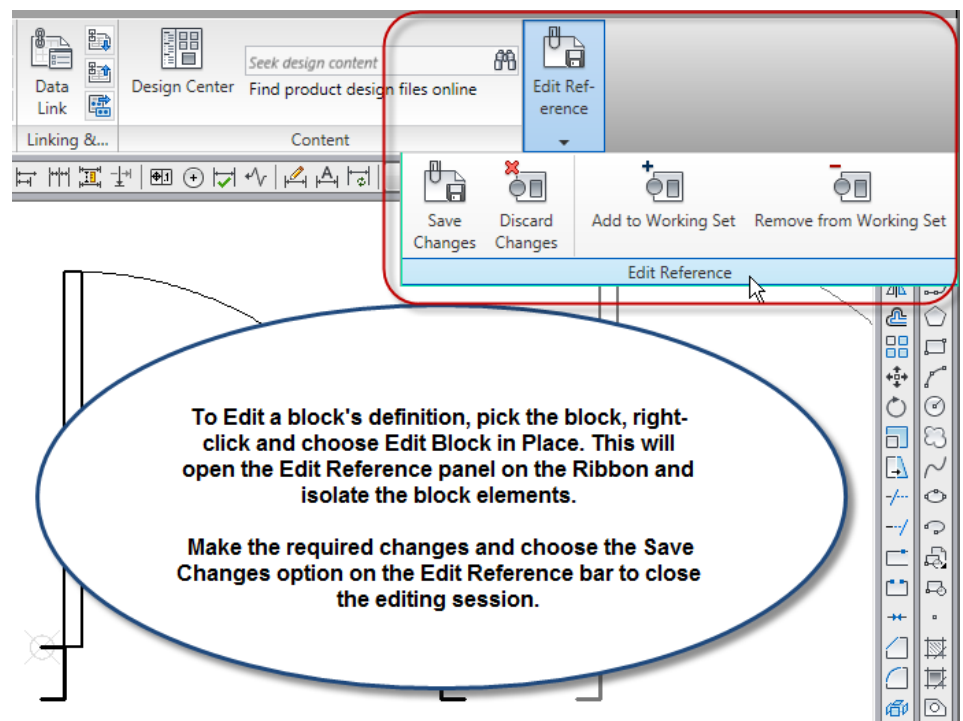 Data
Link
Linking &...
Design Center
Seek design content
Find product design files online
Content
Edit Ref-
erence
Save
Changes
Discard
Changes
Add to Working Set
Remove from Working Set
Edit Reference
To Edit a block's definition, pick the block, right-
click and choose Edit Block in Place. This will
open the Edit Reference panel on the Ribbon and
isolate the block elements.
Make the required changes and choose the Save
Changes option on the Edit Reference bar to close
the editing session.